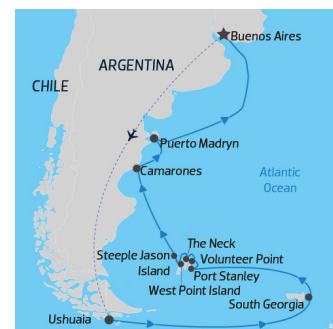 Buenos Aires
ARGENTINA
CHILE
Puerto Madryn
Camarones
Atlantic
Ocean
The Neck
Steeple Jason
Island
Volunteer Point
Port Stanley
West Point Island
South Georgia
Ushuaia